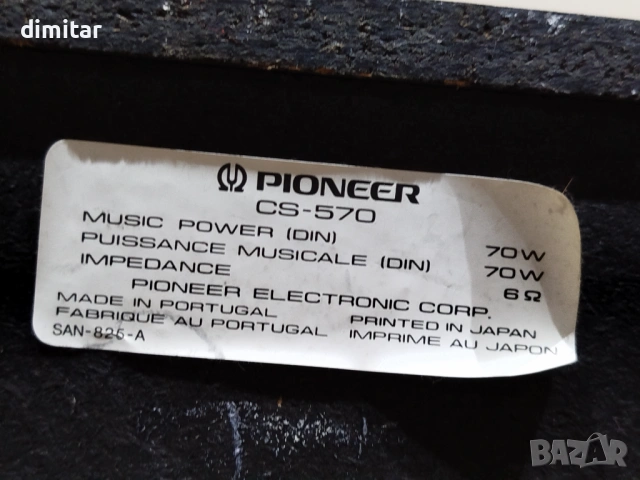 dimitar
PIONEER
CS-570
MUSIC POWER (DIN) 70W
PUISSANCE MUSICALE (DIN) 70W
IMPEDANCE 6Ω
PIONEER ELECTRONIC CORP.
MADE IN PORTUGAL PRINTED IN JAPAN
FABRIQUE AU PORTUGAL IMPRIME AU JAPON
SAN-825-A
BAZAR